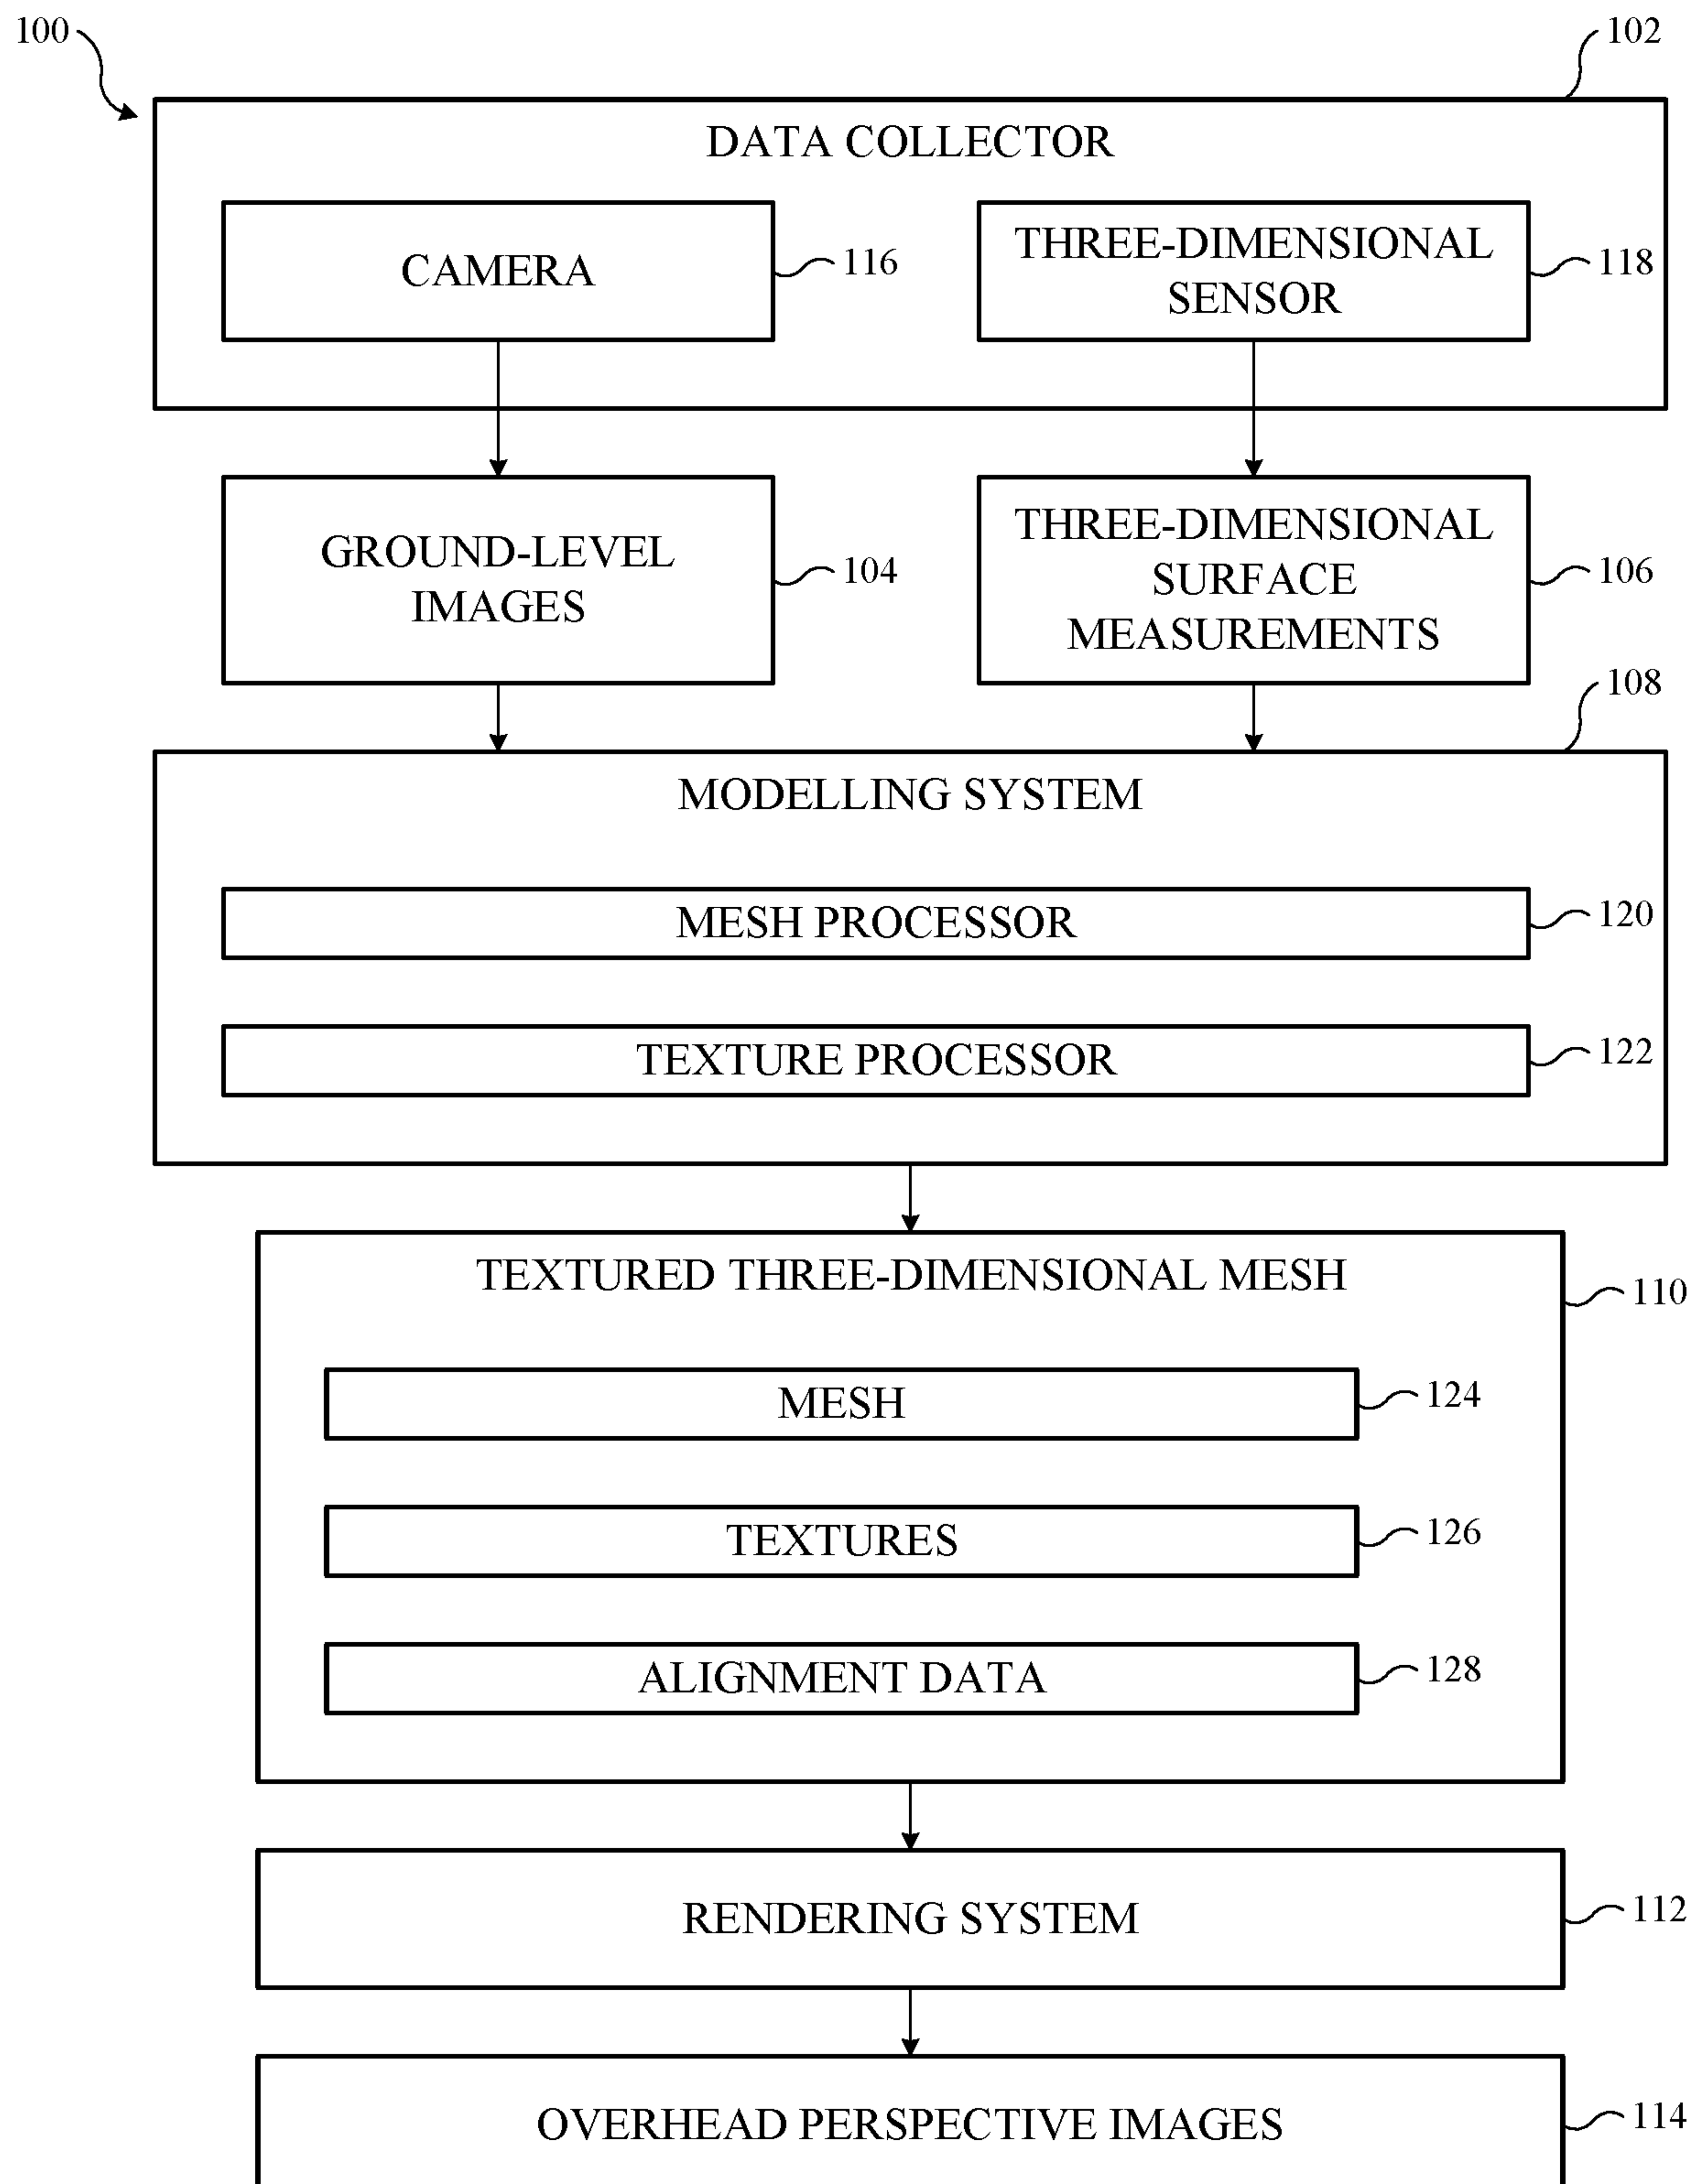 100
102
DATA COLLECTOR
CAMERA
116
THREE-DIMENSIONAL
SENSOR
118
GROUND-LEVEL
IMAGES
104
THREE-DIMENSIONAL
SURFACE
MEASUREMENTS
106
108
MODELLING SYSTEM
MESH PROCESSOR
120
TEXTURE PROCESSOR
122
TEXTURED THREE-DIMENSIONAL MESH
110
MESH
124
TEXTURES
126
ALIGNMENT DATA
128
RENDERING SYSTEM
112
OVERHEAD PERSPECTIVE IMAGES
114